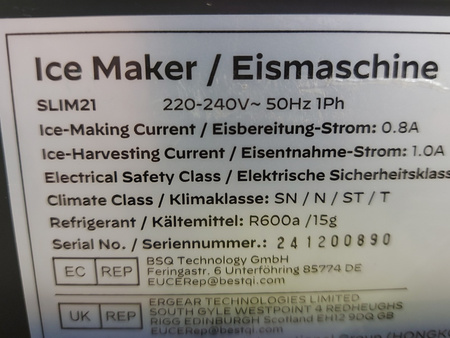 Ice Maker / Eismaschine
SLIM21 220-240V~ 50Hz 1Ph
Ice-Making Current / Eisbereitung-Strom: 0.8A
Ice-Harvesting Current / Eisentnahme-Strom: 1.0A
Electrical Safety Class / Elektrische Sicherheitsklass
Climate Class / Klimaklasse: SN / N / ST / T
Refrigerant / Kältemittel: R600a /15g
Serial No. / Seriennummer.: 241200890
EC REP
BSQ Technology GmbH
Feringastr. 6 Unterföhring 85774 DE
EUCERep@bestqi.com
UK REP
ERGEAR TECHNOLOGIES LIMITED
SOUTH GYLE WESTPOINT 4 REDHEUGHS
RIGG EDINBURGH Scotland EH12 9DQ GB
EUCERep@bestqi.com
Group (HONGKO